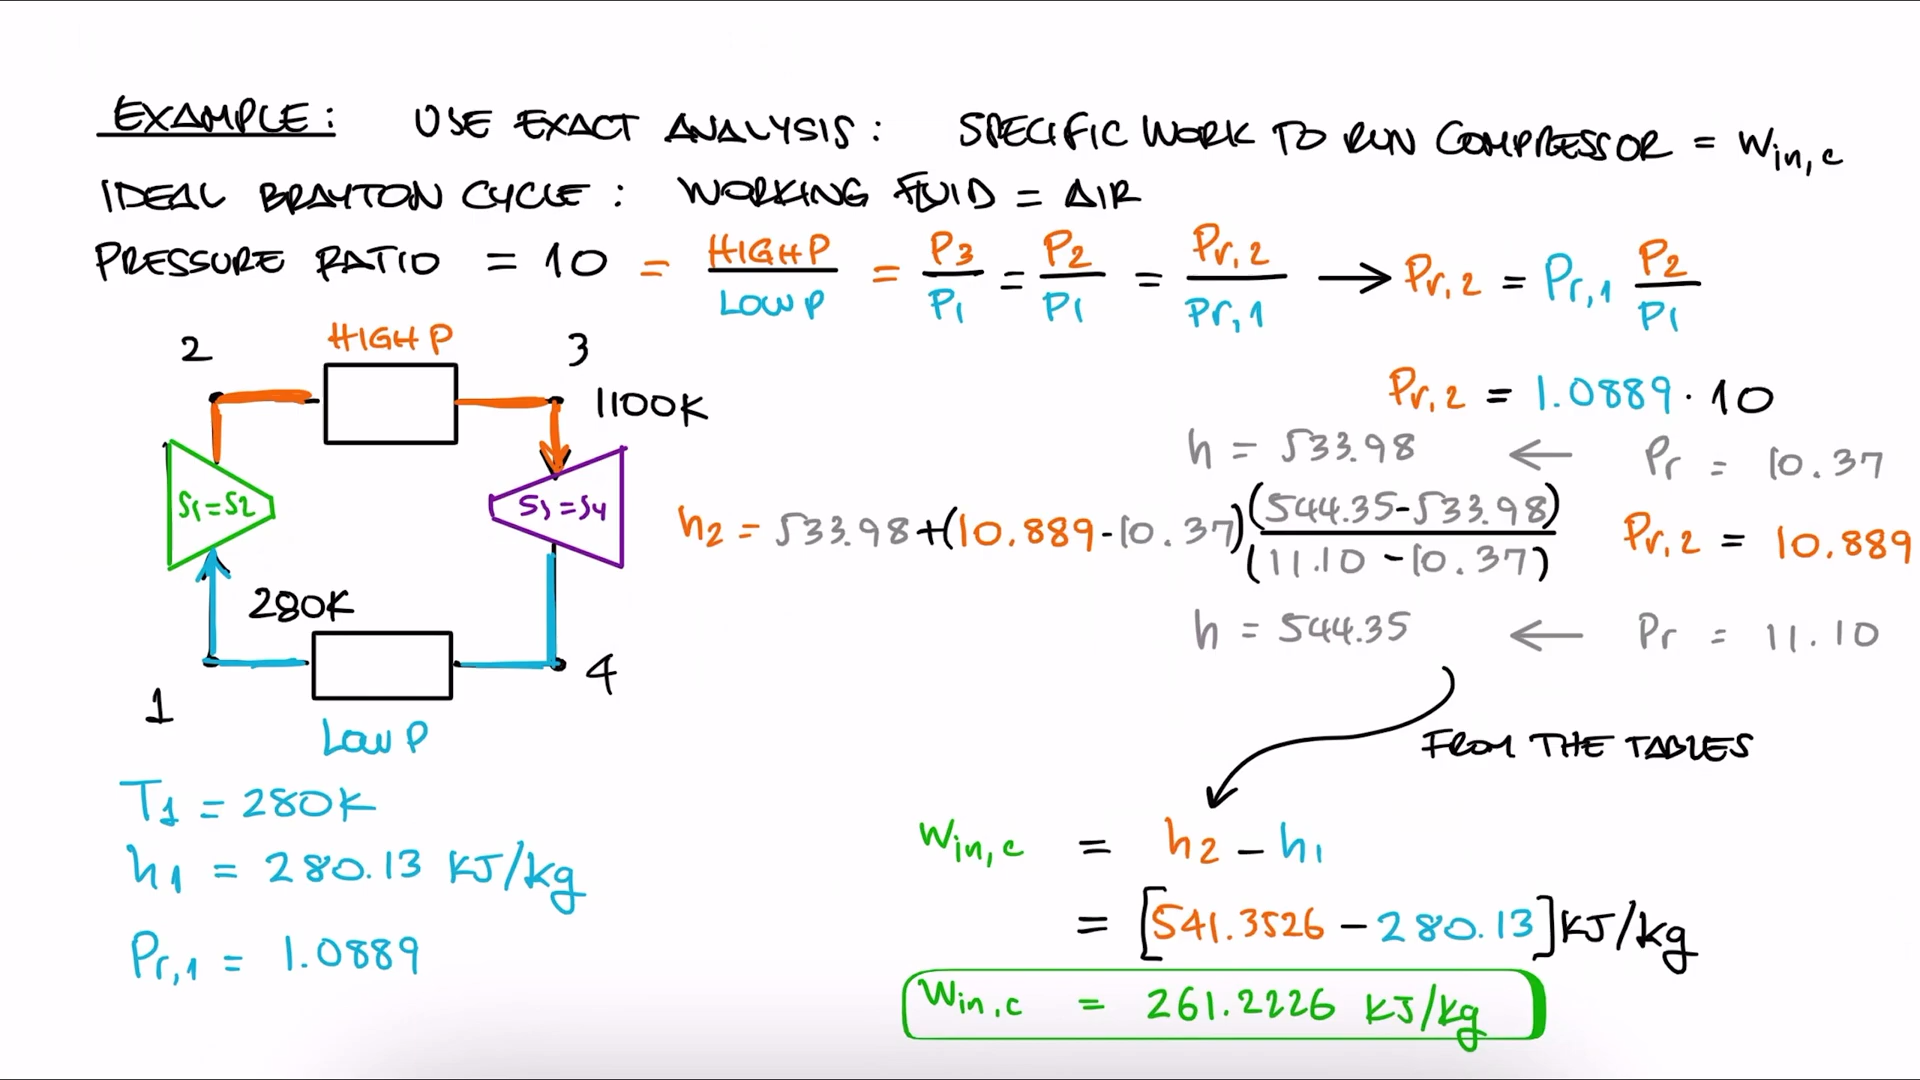 EXAMPLE: USE EXACT ANALYSIS: SPECIFIC WORK TO RUN COMPRESSOR = Win,c
IDEAL BRAYTON CYCLE: WORKING FLUID = AIR
PRESSURE RATIO = 10 = HIGH P / LOW P = P3 / P1 = P2 / P1 = Pr,2 / Pr,1 → Pr,2 = Pr,1 P2 / P1
Pr,2 = 1.0889 · 10
2
HIGH P
3
1100K
S1 = S2
S3 = S4
280K
1
4
LOW P
h = 533.98 ← Pr = 10.37
h2 = 533.98 + (10.889 - 10.37) (544.35 - 533.98) / (11.10 - 10.37) Pr,2 = 10.889
h = 544.35 ← Pr = 11.10
FROM THE TABLES
T1 = 280K
h1 = 280.13 KJ/kg
Pr,1 = 1.0889
Win,c = h2 - h1
= [541.3526 - 280.13] KJ/kg
Win,c = 261.2226 KJ/kg